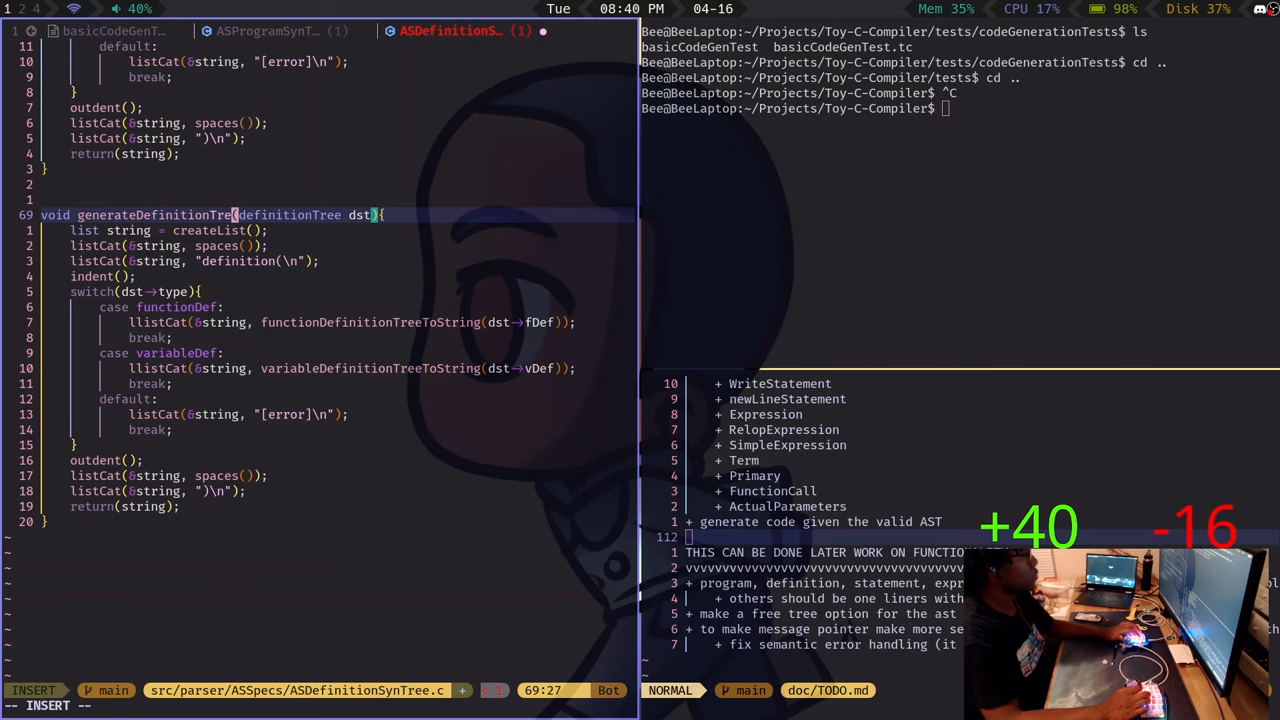 1 2 4 40% Tue 08:40 PM 04-16 Mem 35% CPU 17% 98% Disk 37%
1 basicCodeGenT… ASProgramSynT… (1) ASDefinitionS… (1) ●
11 default:
10 listCat(&string, "[error]\n");
9 break;
8 }
7 outdent();
6 listCat(&string, spaces());
5 listCat(&string, ")\n");
4 return(string);
3 }
2
1
69 void generateDefinitionTre(definitionTree dst){
1 list string = createList();
2 listCat(&string, spaces());
3 listCat(&string, "definition(\n");
4 indent();
5 switch(dst->type){
6 case functionDef:
7 llistCat(&string, functionDefinitionTreeToString(dst->fDef));
8 break;
9 case variableDef:
10 llistCat(&string, variableDefinitionTreeToString(dst->vDef));
11 break;
12 default:
13 listCat(&string, "[error]\n");
14 break;
15 }
16 outdent();
17 listCat(&string, spaces());
18 listCat(&string, ")\n");
19 return(string);
20 }
~
~
~
~
~
~
~
~
~
INSERT main src/parser/ASSpecs/ASDefinitionSynTree.c + 1 69:27 Bot
-- INSERT --
Bee@BeeLaptop:~/Projects/Toy-C-Compiler/tests/codeGenerationTests$ ls
basicCodeGenTest basicCodeGenTest.tc
Bee@BeeLaptop:~/Projects/Toy-C-Compiler/tests/codeGenerationTests$ cd ..
Bee@BeeLaptop:~/Projects/Toy-C-Compiler/tests$ cd ..
Bee@BeeLaptop:~/Projects/Toy-C-Compiler$ ^C
Bee@BeeLaptop:~/Projects/Toy-C-Compiler$
10 + WriteStatement
9 + newLineStatement
8 + Expression
7 + RelopExpression
6 + SimpleExpression
5 + Term
4 + Primary
3 + FunctionCall
2 + ActualParameters
1 + generate code given the valid AST
112
1 THIS CAN BE DONE LATER WORK ON
2 vvvvvvvvvvvvvvvvvvvvvvvvvvvvvvvvvvvvvv
3 + program, definition, statement, expr
4 + others should be one liners with
5 + make a free tree option for the ast
6 + to make message pointer make more se
7 + fix semantic error handling (it
~
NORMAL main doc/TODO.md
+40 -16